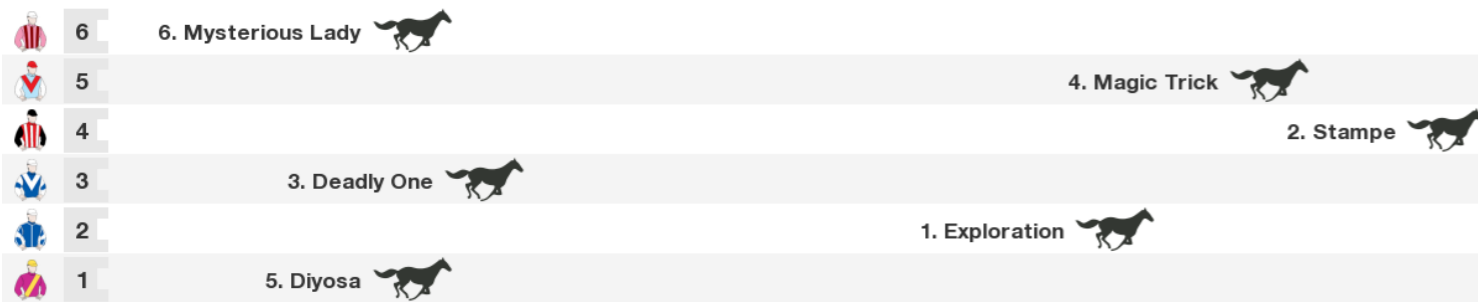 6 6. Mysterious Lady
5 4. Magic Trick
4 2. Stampe
3 3. Deadly One
2 1. Exploration
1 5. Diyosa